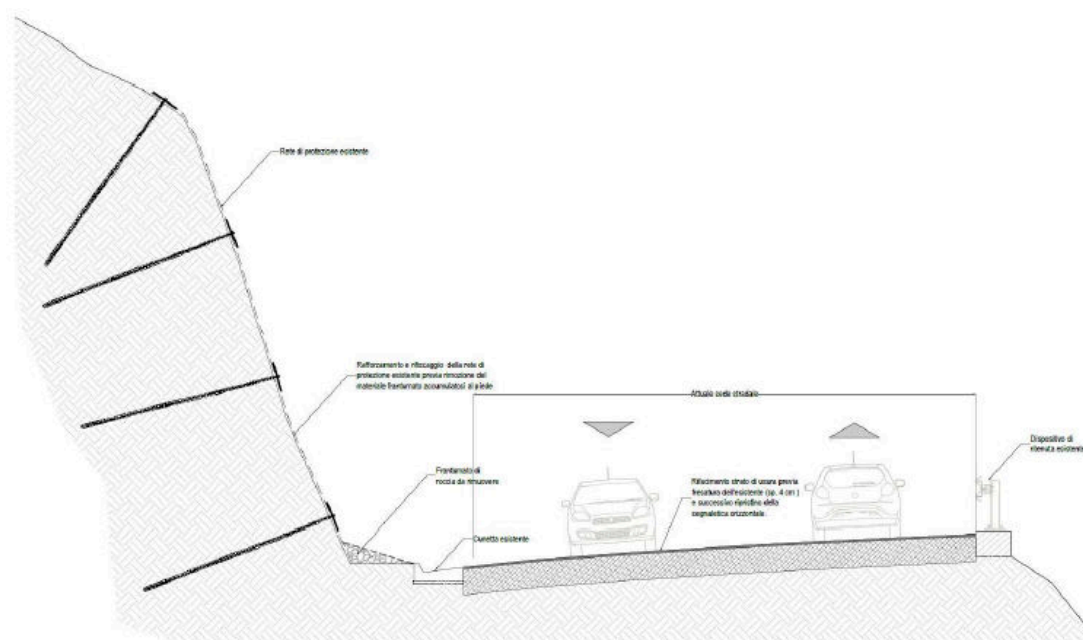 Rete di protezione esistente
Rafforzamento e rifissaggio della rete di
protezione esistente previa rimozione del
materiale frantumato accumulatosi al piede
Attuale sede stradale
Dispositivo di
ritenuta esistente
Frantumato di
roccia da rimuovere
Rifacimento strato di usura previa
fresatura dell'esistente (sp. 4 cm )
e successivo ripristino della
segnaletica orizzontale.
Cunetta esistente